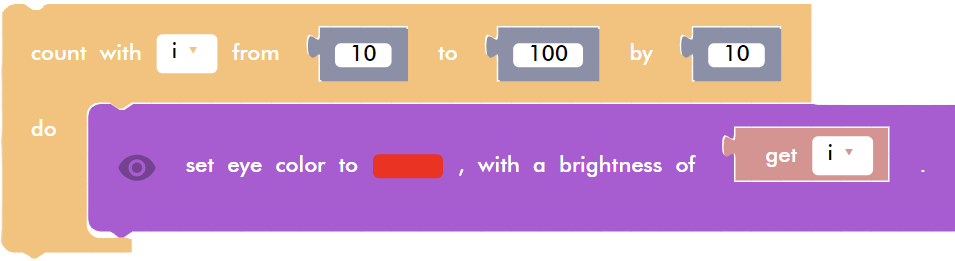 count with i from 10 to 100 by 10
do
set eye color to , with a brightness of get i .